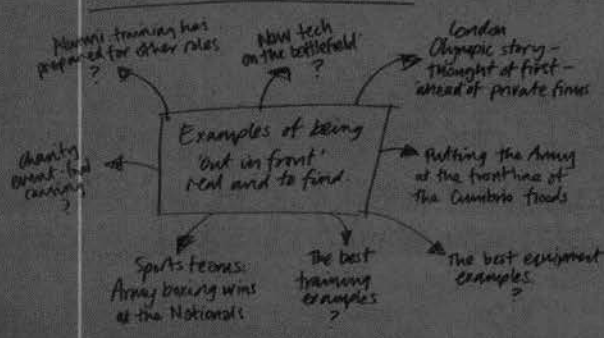 training has
prepared for other roles
?
New tech
on the battlefield
?
London
Olympic story -
thought of first -
ahead of private firms
Examples of being
'out in front'
real and to find.
charity
event - trail
?
Putting the Army
at the frontline of
the Cumbria floods
Sports teams:
Army boxing wins
at the Nationals
The best
training
examples
?
The best equipment
examples
?